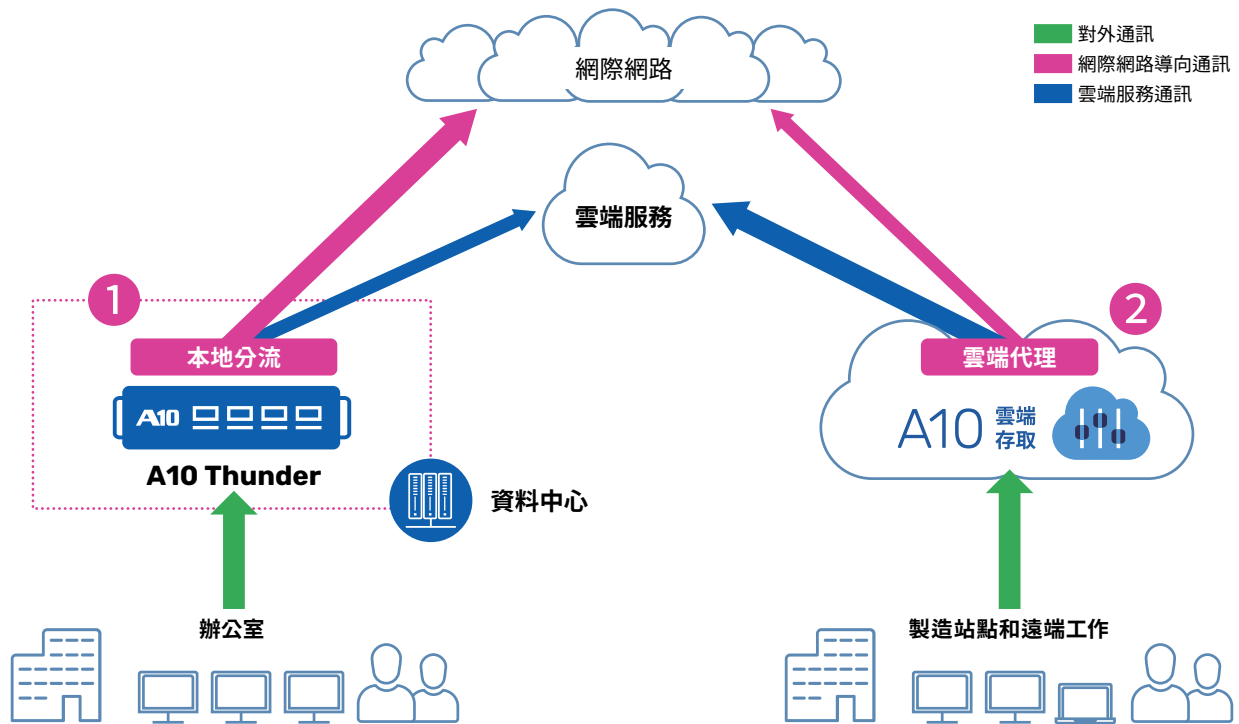 網際網路
對外通訊
網際網路導向通訊
雲端服務通訊
雲端服務
1
本地分流
A10
A10 Thunder
資料中心
辦公室
2
雲端代理
A10 雲端
存取
製造站點和遠端工作